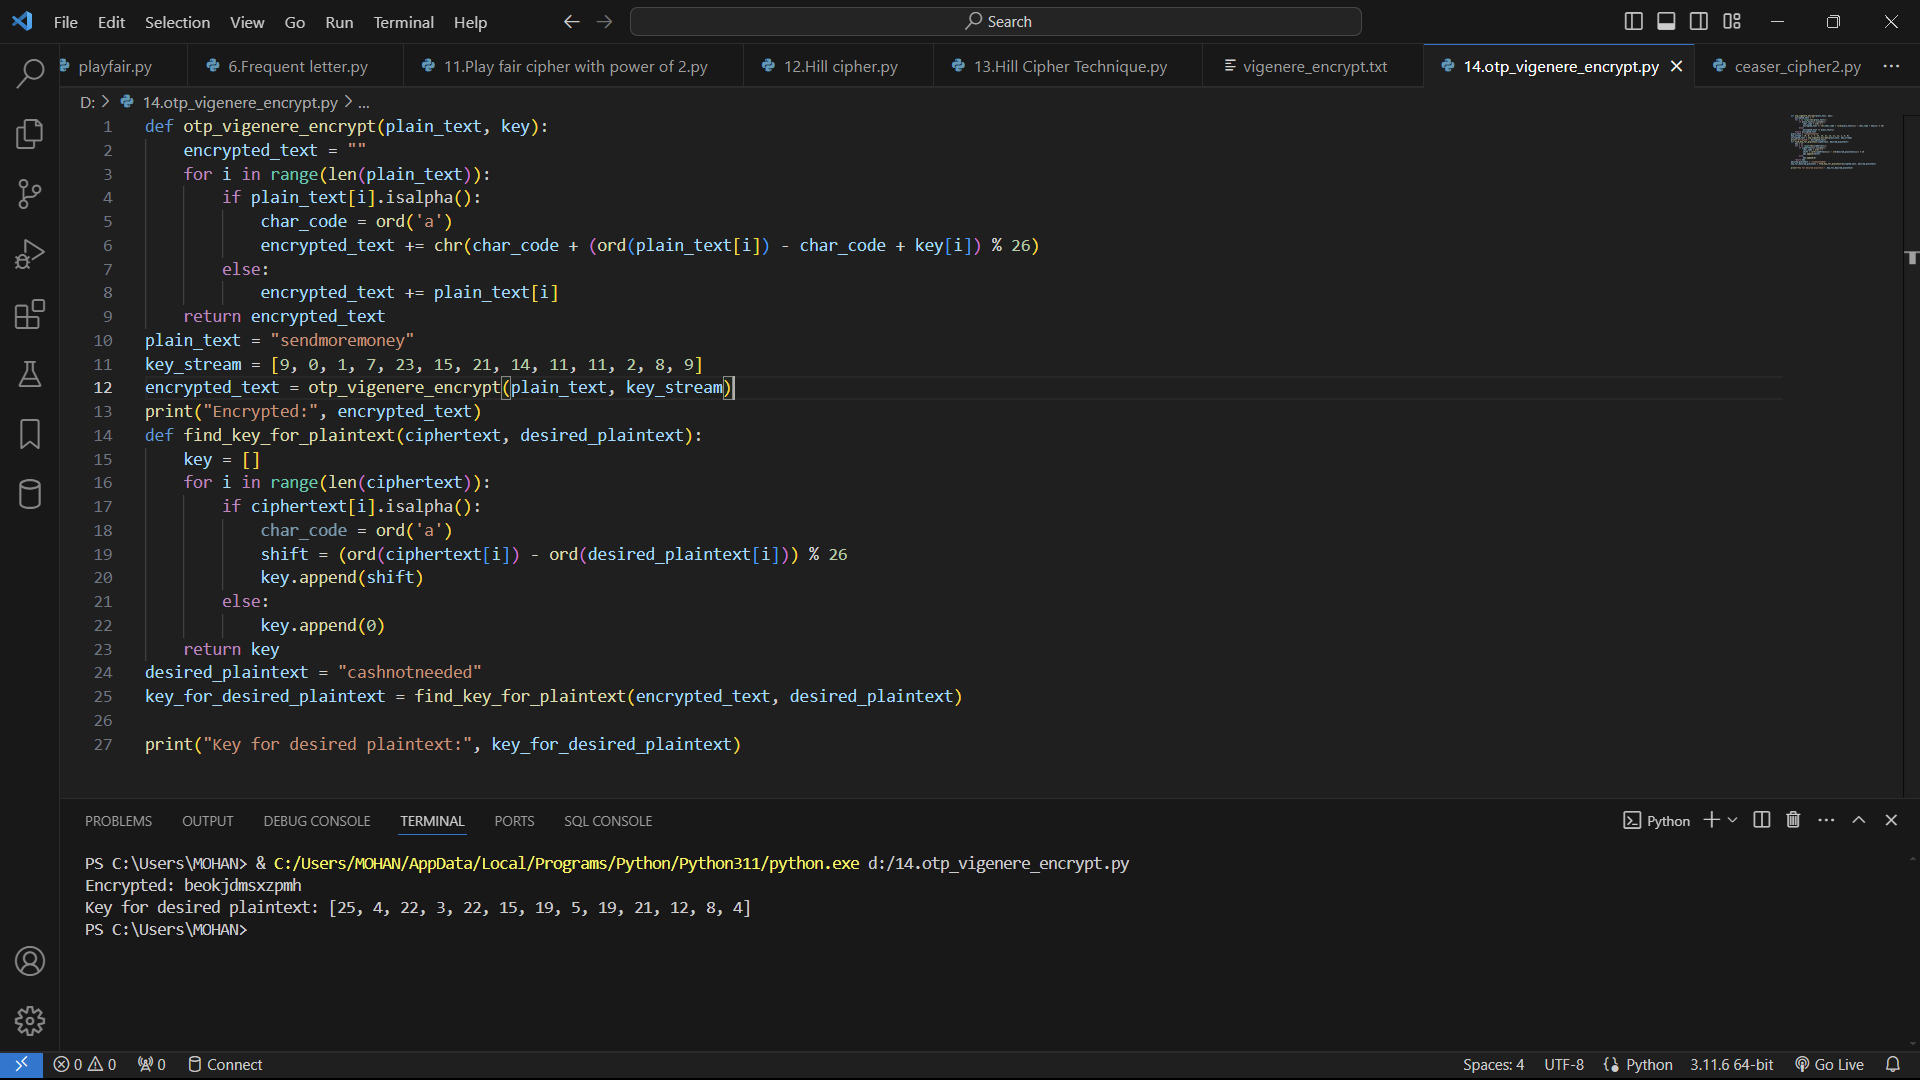 File Edit Selection View Go Run Terminal Help Search
playfair.py 6.Frequent letter.py 11.Play fair cipher with power of 2.py 12.Hill cipher.py 13.Hill Cipher Technique.py vigenere_encrypt.txt 14.otp_vigenere_encrypt.py ceaser_cipher2.py ...
D: > 14.otp_vigenere_encrypt.py > ...
1 def otp_vigenere_encrypt(plain_text, key):
2     encrypted_text = ""
3     for i in range(len(plain_text)):
4         if plain_text[i].isalpha():
5             char_code = ord('a')
6             encrypted_text += chr(char_code + (ord(plain_text[i]) - char_code + key[i]) % 26)
7         else:
8             encrypted_text += plain_text[i]
9     return encrypted_text
10 plain_text = "sendmoremoney"
11 key_stream = [9, 0, 1, 7, 23, 15, 21, 14, 11, 11, 2, 8, 9]
12 encrypted_text = otp_vigenere_encrypt(plain_text, key_stream)
13 print("Encrypted:", encrypted_text)
14 def find_key_for_plaintext(ciphertext, desired_plaintext):
15     key = []
16     for i in range(len(ciphertext)):
17         if ciphertext[i].isalpha():
18             char_code = ord('a')
19             shift = (ord(ciphertext[i]) - ord(desired_plaintext[i])) % 26
20             key.append(shift)
21         else:
22             key.append(0)
23     return key
24 desired_plaintext = "cashnotneeded"
25 key_for_desired_plaintext = find_key_for_plaintext(encrypted_text, desired_plaintext)
26
27 print("Key for desired plaintext:", key_for_desired_plaintext)
PROBLEMS OUTPUT DEBUG CONSOLE TERMINAL PORTS SQL CONSOLE Python
PS C:\Users\MOHAN> & C:/Users/MOHAN/AppData/Local/Programs/Python/Python311/python.exe d:/14.otp_vigenere_encrypt.py
Encrypted: beokjdmsxzpmh
Key for desired plaintext: [25, 4, 22, 3, 22, 15, 19, 5, 19, 21, 12, 8, 4]
PS C:\Users\MOHAN>
0 0 0 Connect Spaces: 4 UTF-8 Python 3.11.6 64-bit Go Live